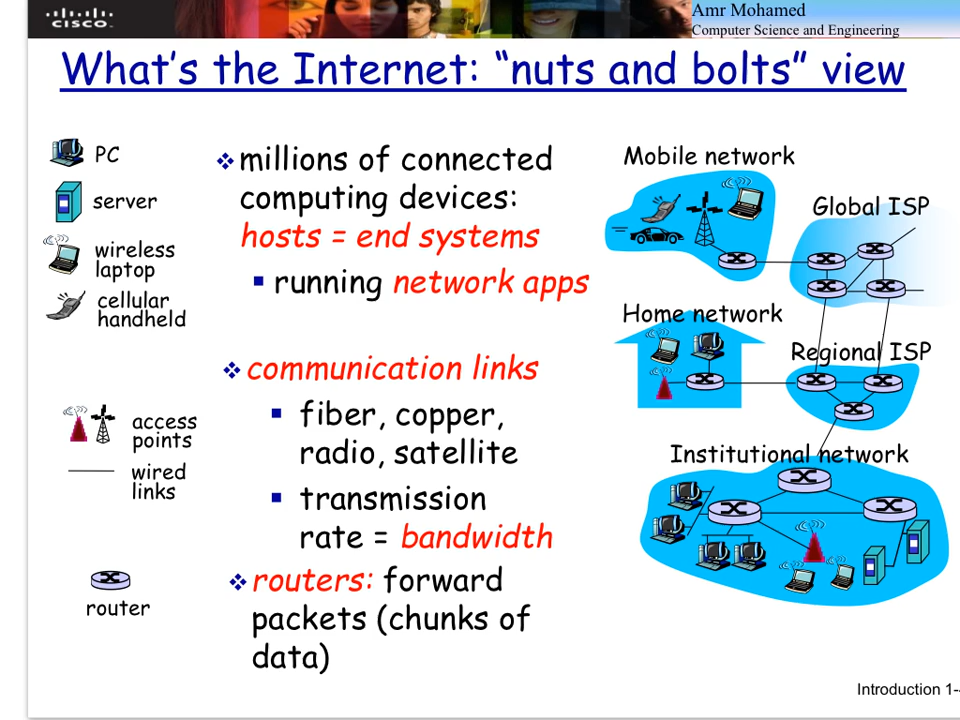 CISCO
Amr Mohamed
Computer Science and Engineering
What's the Internet: "nuts and bolts" view
PC
server
wireless
laptop
cellular
handheld
access
points
wired
links
router
millions of connected
computing devices:
hosts = end systems
running network apps
communication links
fiber, copper,
radio, satellite
transmission
rate = bandwidth
routers: forward
packets (chunks of
data)
Mobile network
Global ISP
Home network
Regional ISP
Institutional network
Introduction